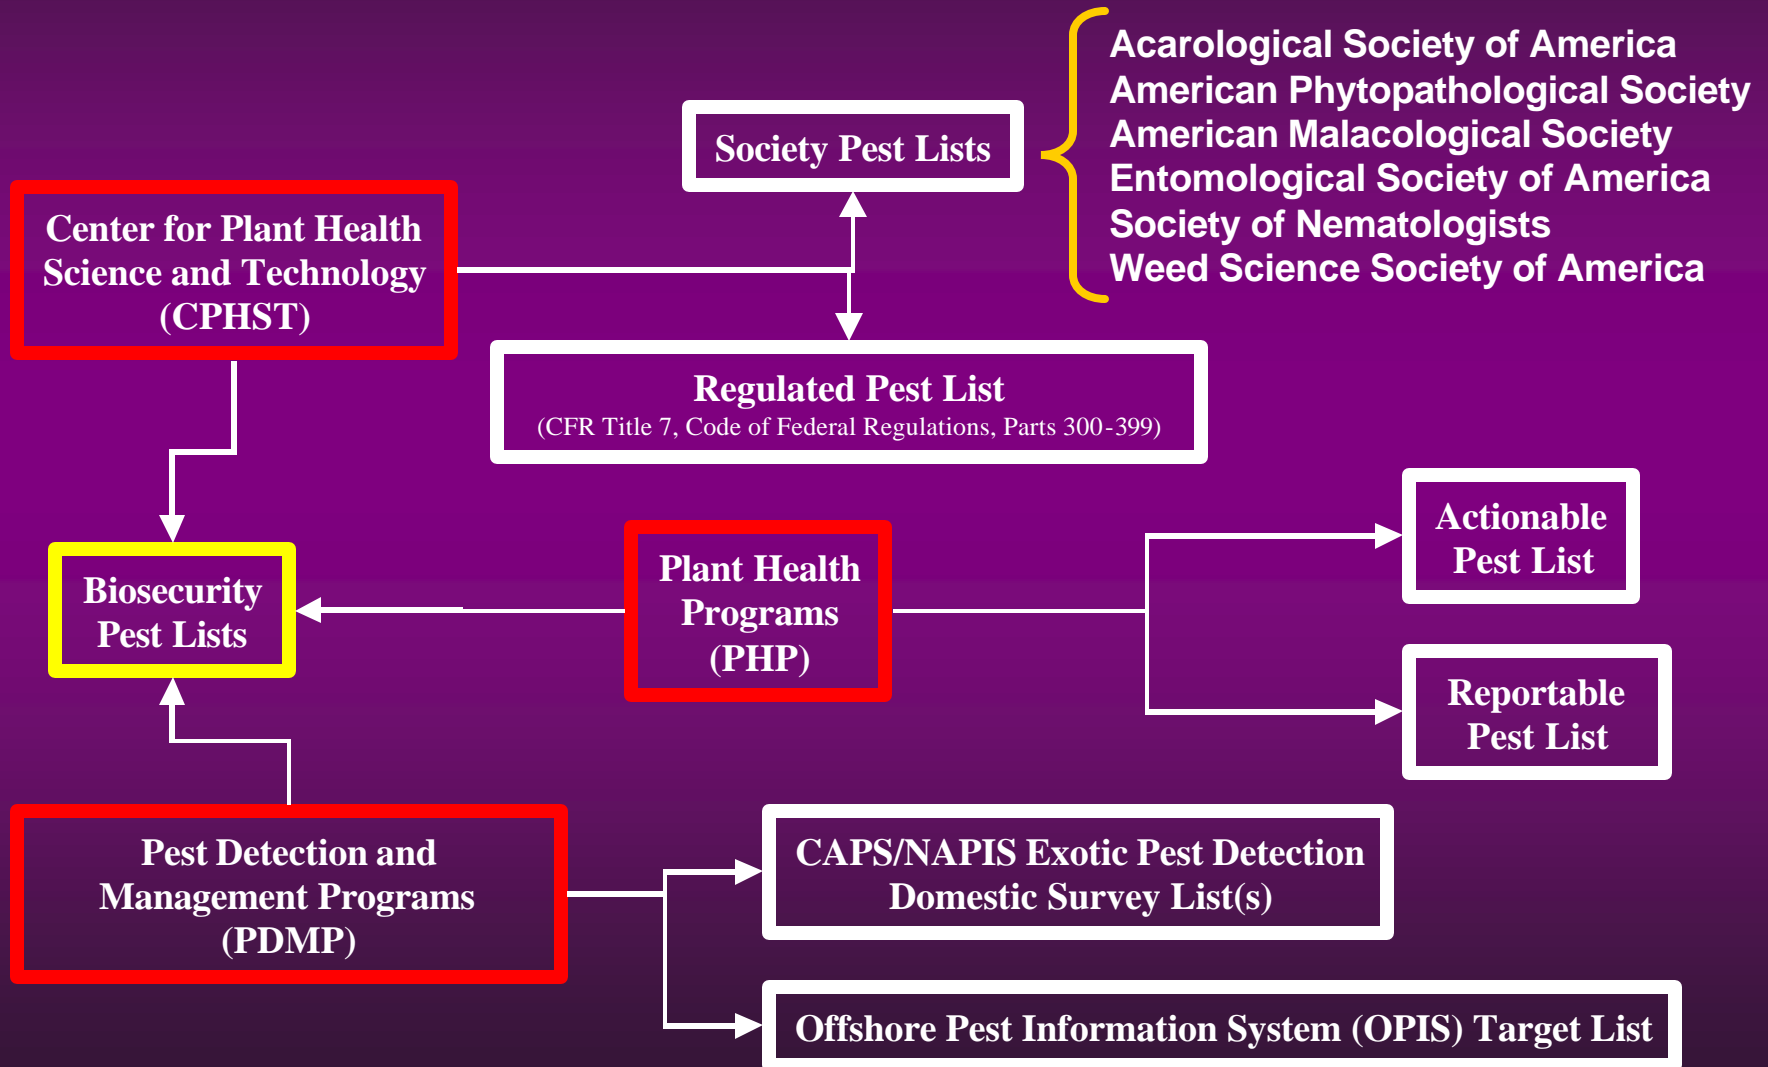 Acarological Society of America
American Phytopathological Society
American Malacological Society
Entomological Society of America
Society of Nematologists
Weed Science Society of America
Society Pest Lists
Center for Plant Health
Science and Technology
(CPHST)
Regulated Pest List
(CFR Title 7, Code of Federal Regulations, Parts 300-399)
Actionable
Pest List
Plant Health
Programs
(PHP)
Biosecurity
Pest Lists
Reportable
Pest List
Pest Detection and
Management Programs
(PDMP)
CAPS/NAPIS Exotic Pest Detection
Domestic Survey List(s)
Offshore Pest Information System (OPIS) Target List